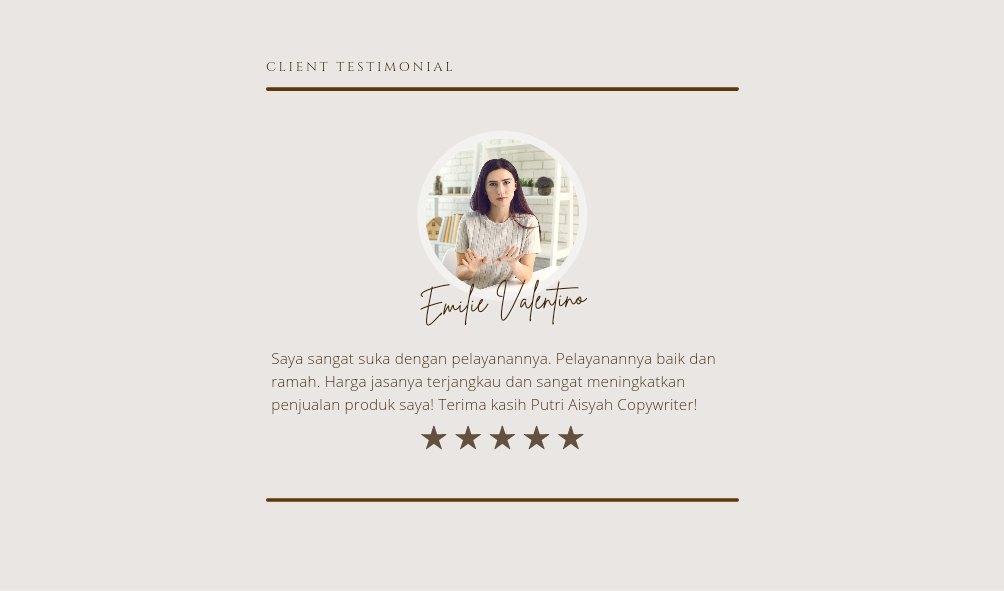 CLIENT TESTIMONIAL
Emilie Valentino
Saya sangat suka dengan pelayanannya. Pelayanannya baik dan
ramah. Harga jasanya terjangkau dan sangat meningkatkan
penjualan produk saya! Terima kasih Putri Aisyah Copywriter!